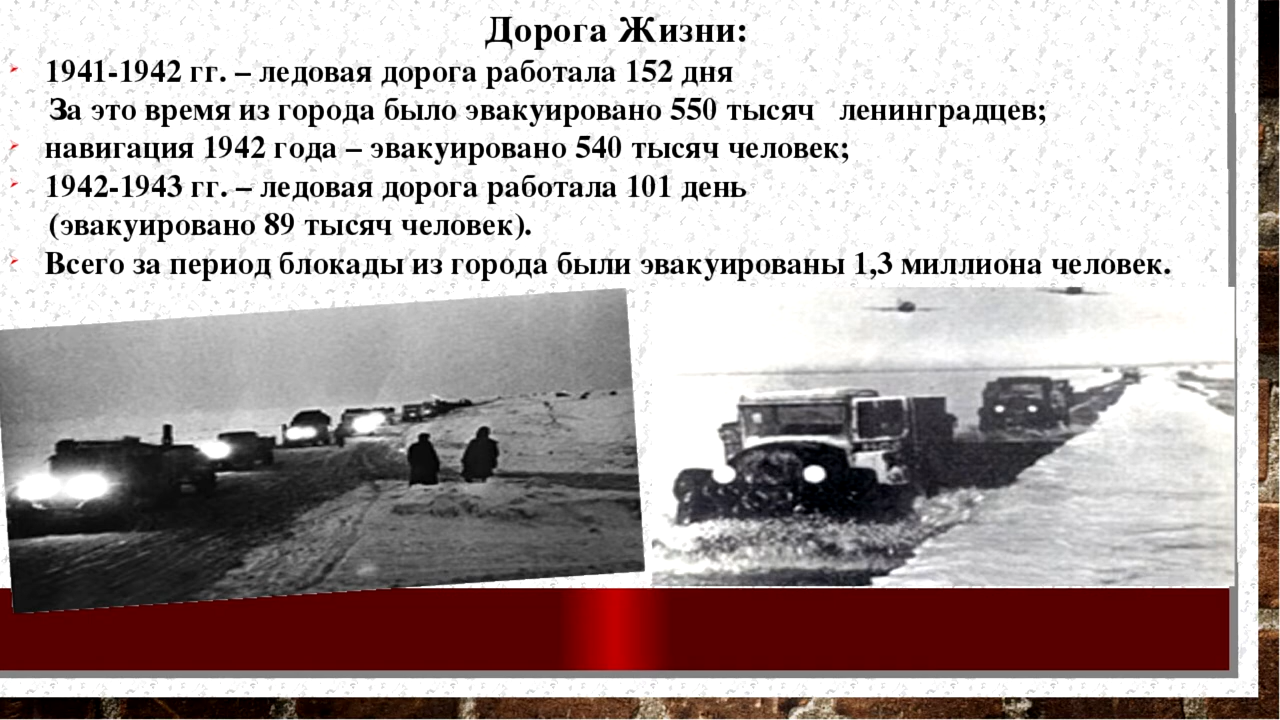 Дорога Жизни:
1941-1942 гг. – ледовая дорога работала 152 дня
За это время из города было эвакуировано 550 тысяч ленинградцев;
навигация 1942 года – эвакуировано 540 тысяч человек;
1942-1943 гг. – ледовая дорога работала 101 день
(эвакуировано 89 тысяч человек).
Всего за период блокады из города были эвакуированы 1,3 миллиона человек.